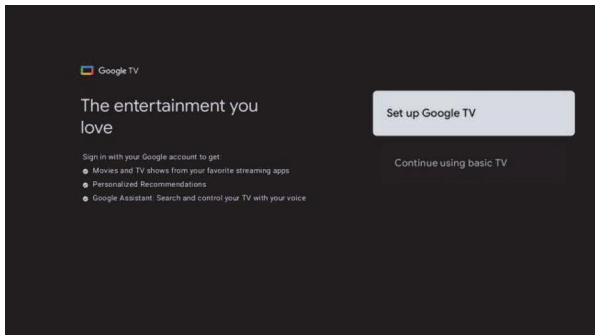 Google TV
The entertainment you
love
Sign in with your Google account to get:
Movies and TV shows from your favorite streaming apps
Personalized Recommendations
Google Assistant: Search and control your TV with your voice
Set up Google TV
Continue using basic TV